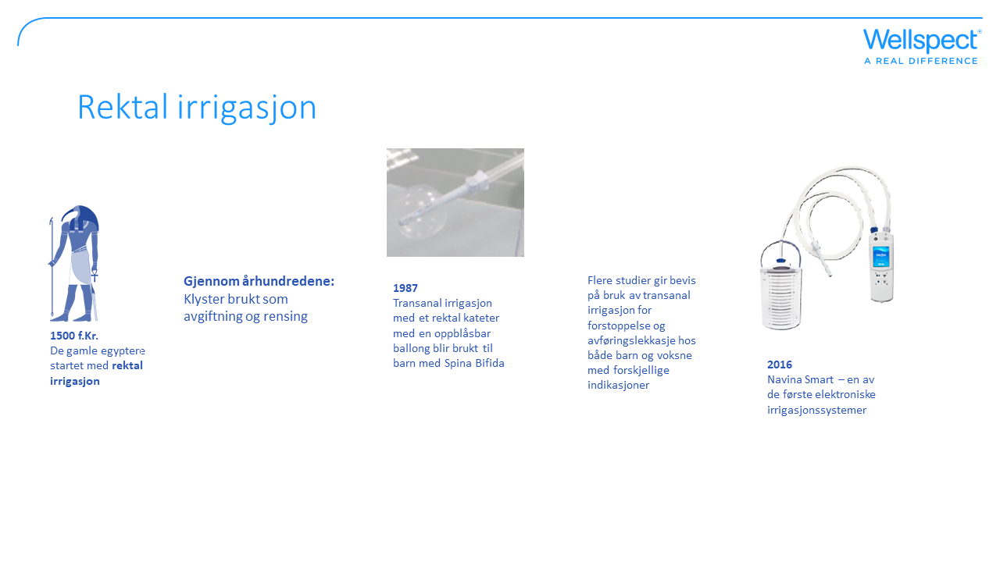 Wellspect®
A REAL DIFFERENCE
Rektal irrigasjon
1500 f.Kr.
De gamle egyptere
startet med rektal
irrigasjon
Gjennom århundredene:
Klyster brukt som
avgiftning og rensing
1987
Transanal irrigasjon
med et rektal kateter
med en oppblåsbar
ballong blir brukt til
barn med Spina Bifida
Flere studier gir bevis
på bruk av transanal
irrigasjon for
forstoppelse og
avføringslekkasje hos
både barn og voksne
med forskjellige
indikasjoner
2016
Navina Smart – en av
de første elektroniske
irrigasjonssystemer